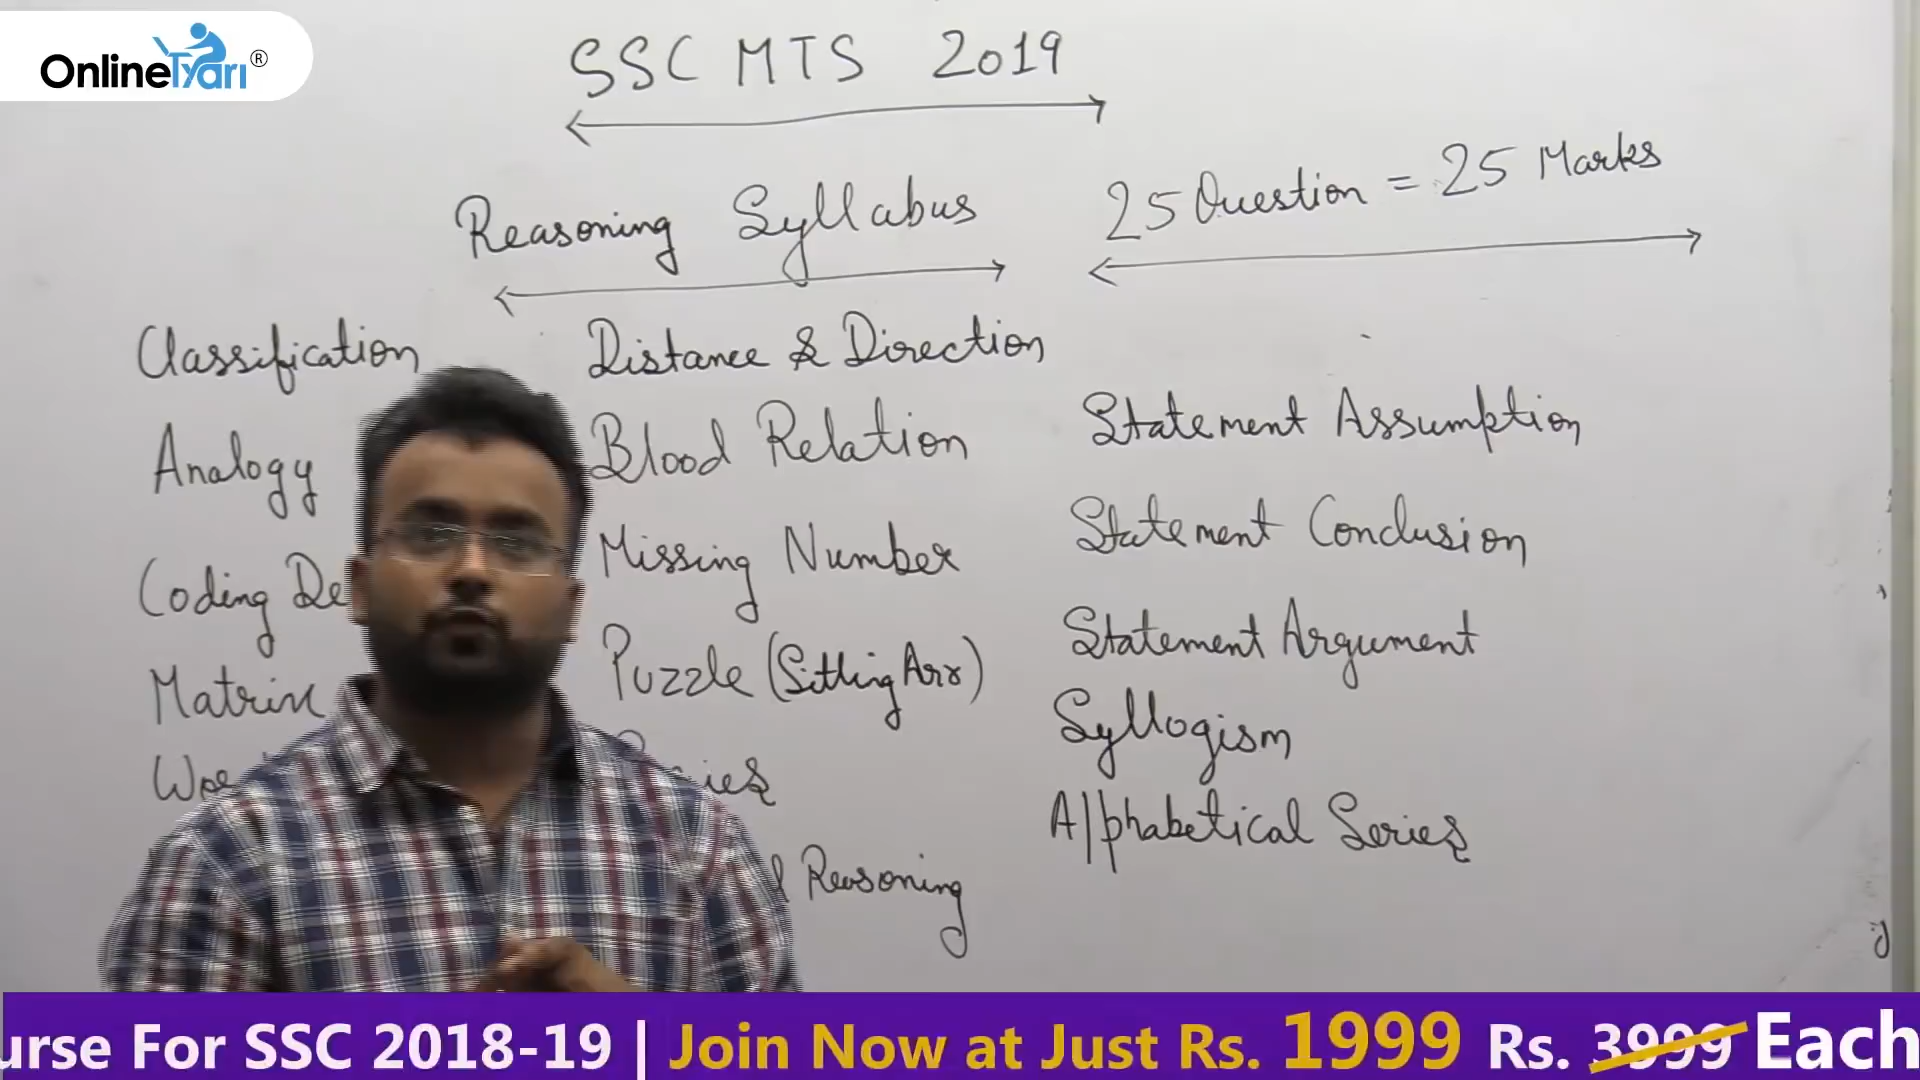 OnlineTyari®
SSC MTS 2019
Reasoning Syllabus
25 Question = 25 Marks
Classification
Analogy
Coding De
Matrix
Distance & Direction
Blood Relation
Missing Number
Puzzle (Sitting Arr)
ies
Reasoning
Statement Assumption
Statement Conclusion
Statement Argument
Syllogism
Alphabetical Series
urse For SSC 2018-19 | Join Now at Just Rs. 1999 Rs. 3999 Each